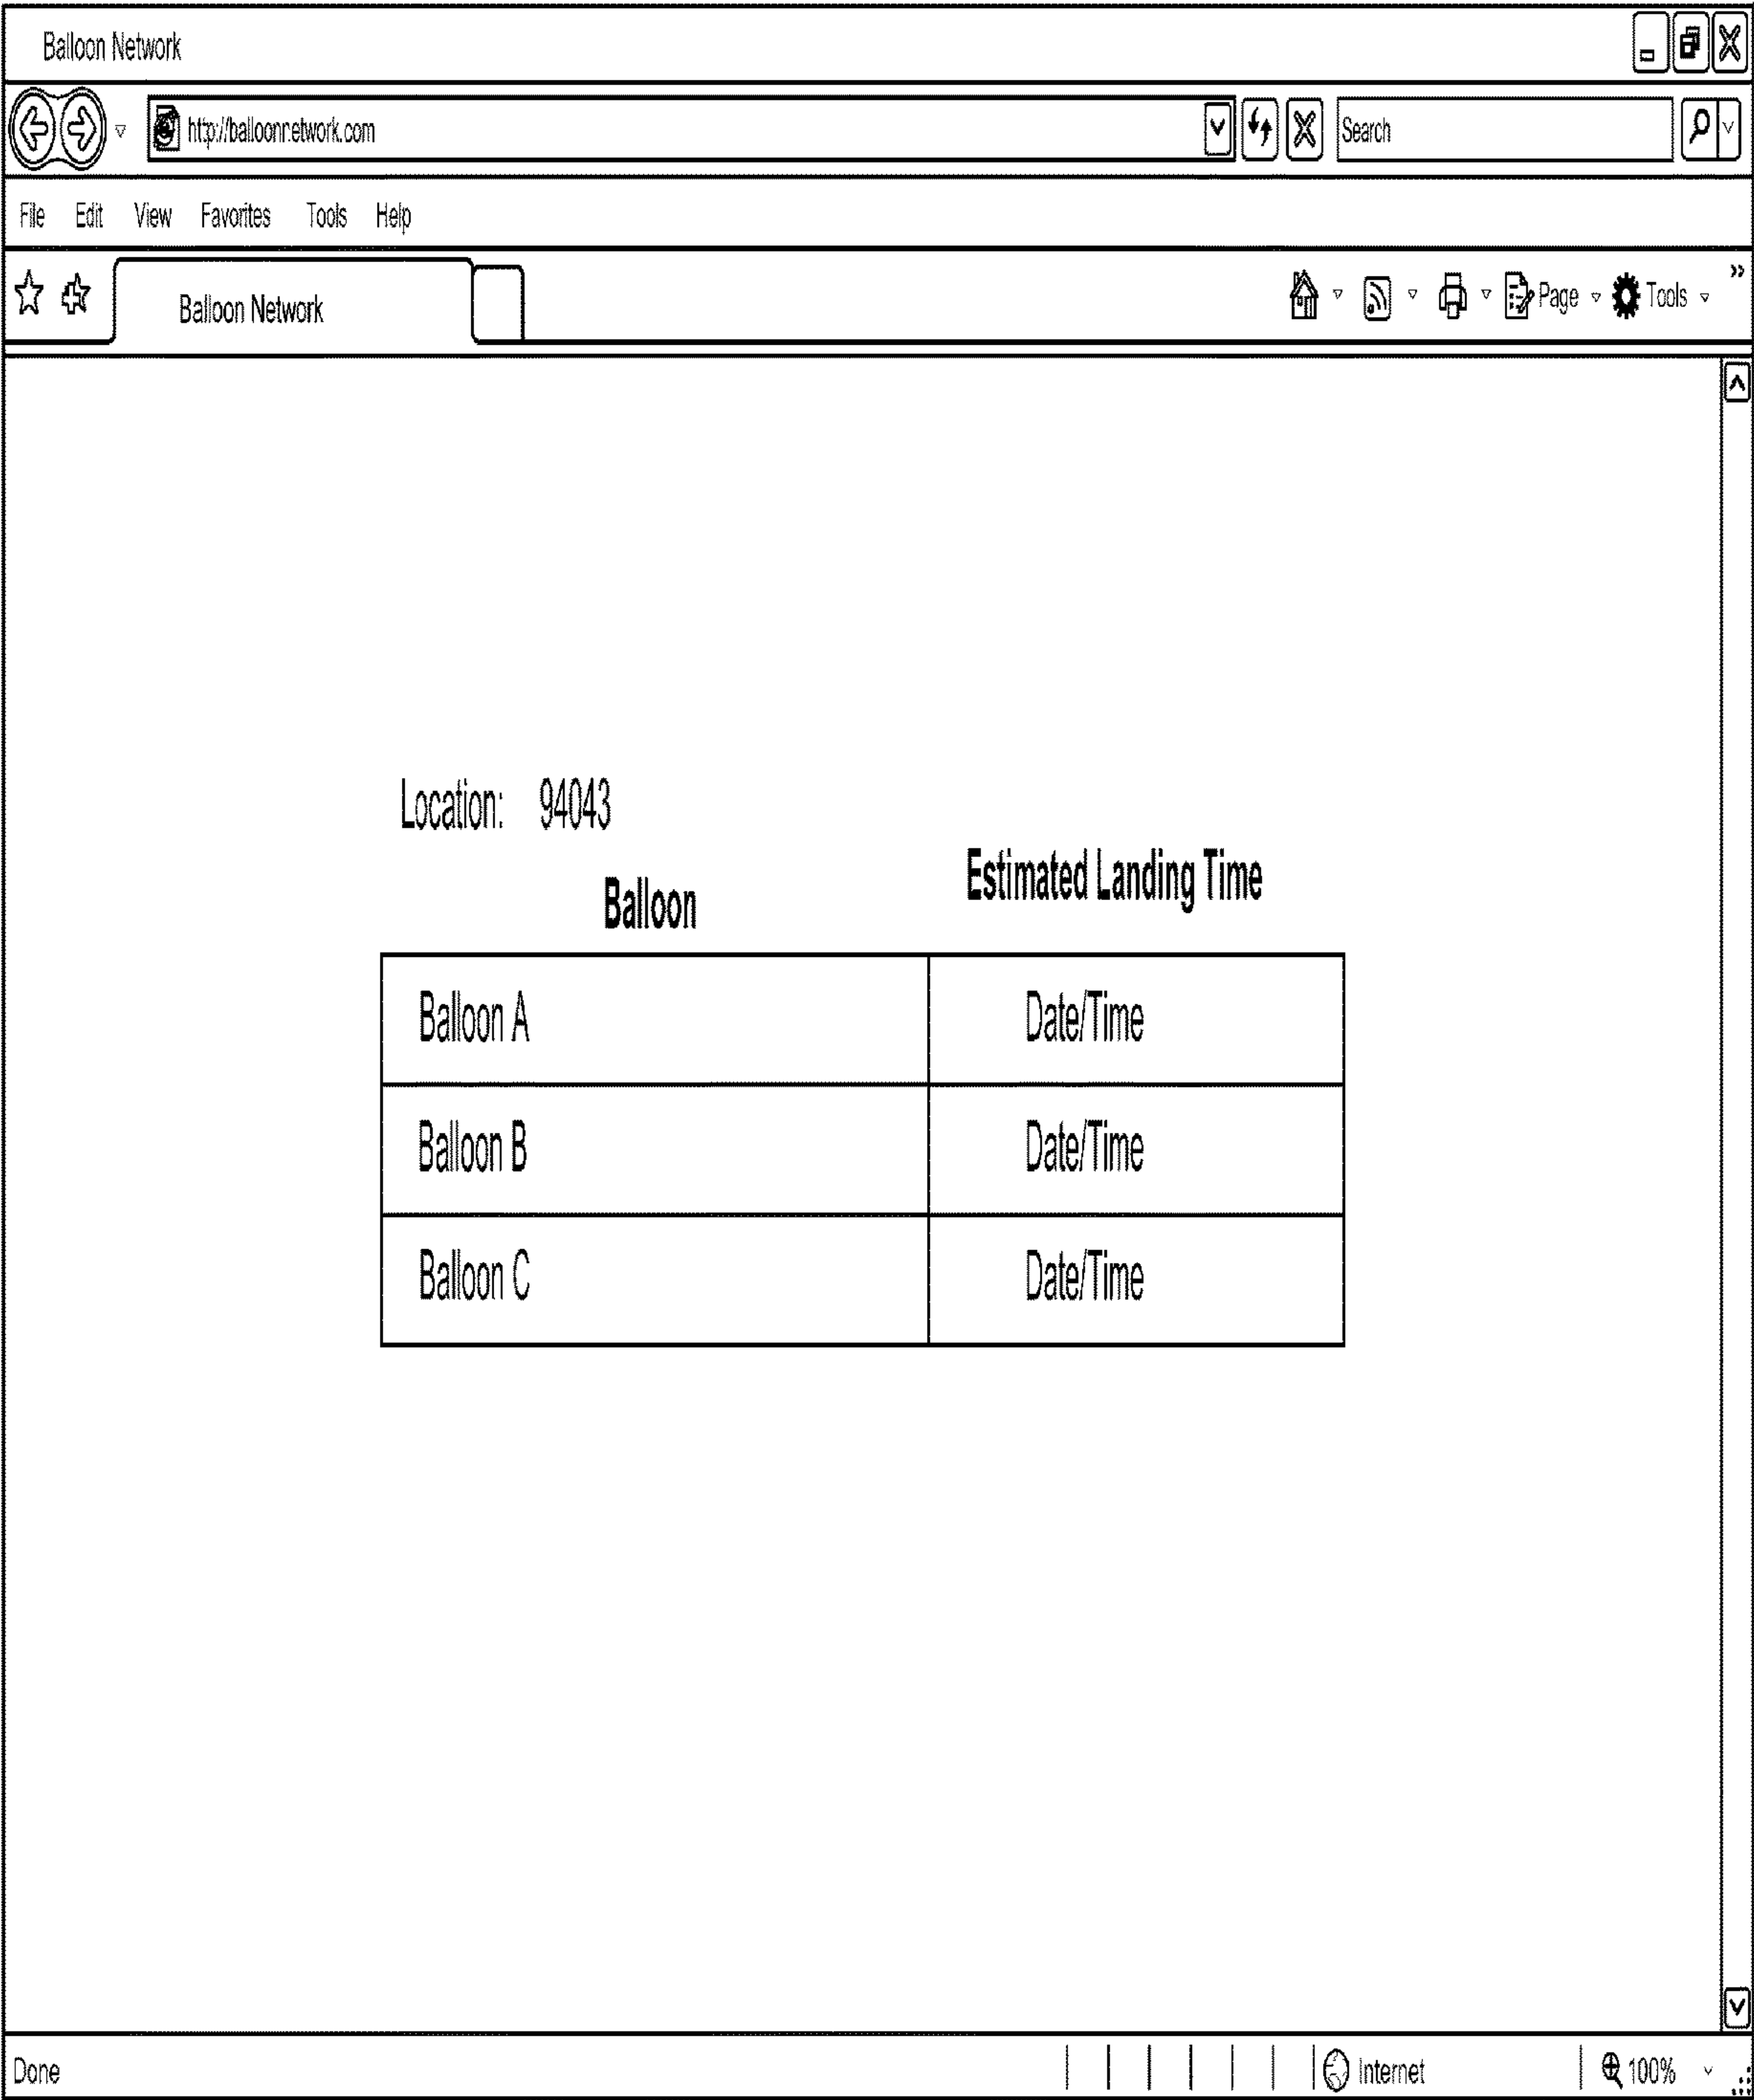 Balloon Network
http://balloonnetwork.com
Search
File Edit View Favorites Tools Help
Balloon Network
Page Tools
Location: 94043
Balloon Estimated Landing Time
Balloon A Date/Time
Balloon B Date/Time
Balloon C Date/Time
Done Internet 100%